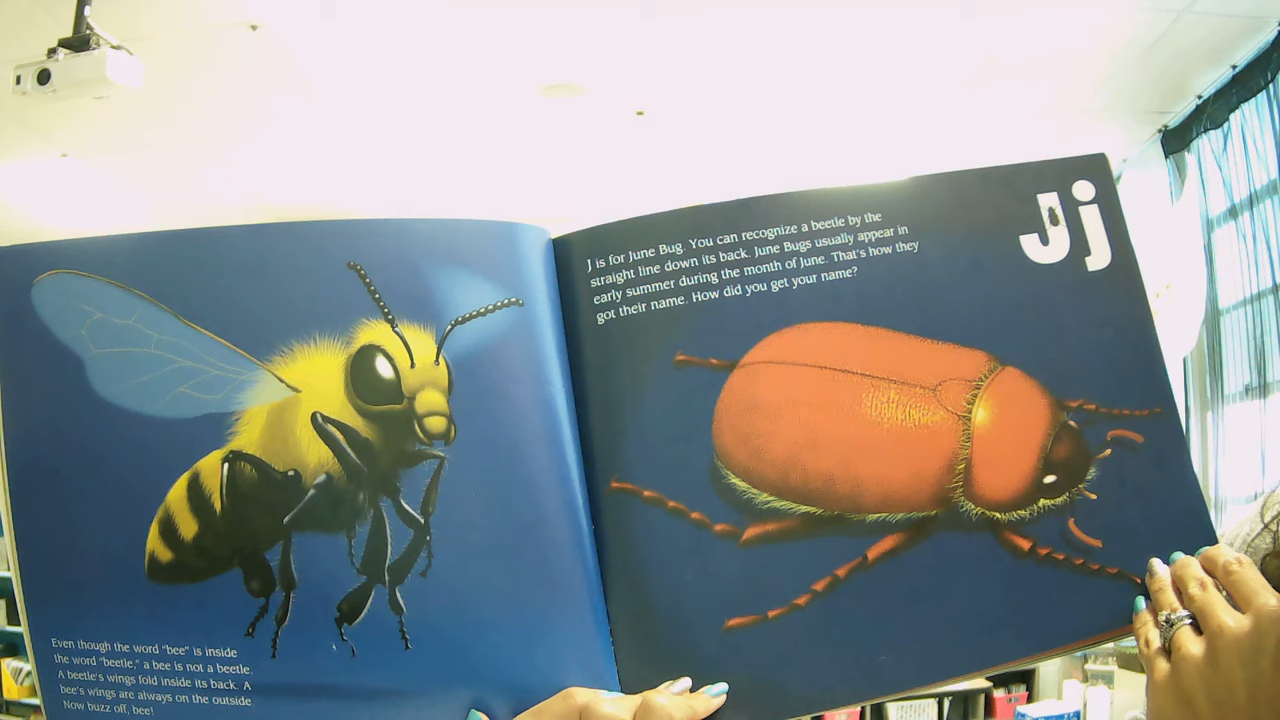 Even though the word "bee" is inside
the word "beetle," a bee is not a beetle.
A beetle's wings fold inside its back. A
bee's wings are always on the outside.
Now buzz off, bee!
Jj
J is for June Bug. You can recognize a beetle by the
straight line down its back. June Bugs usually appear in
early summer during the month of June. That's how they
got their name. How did you get your name?